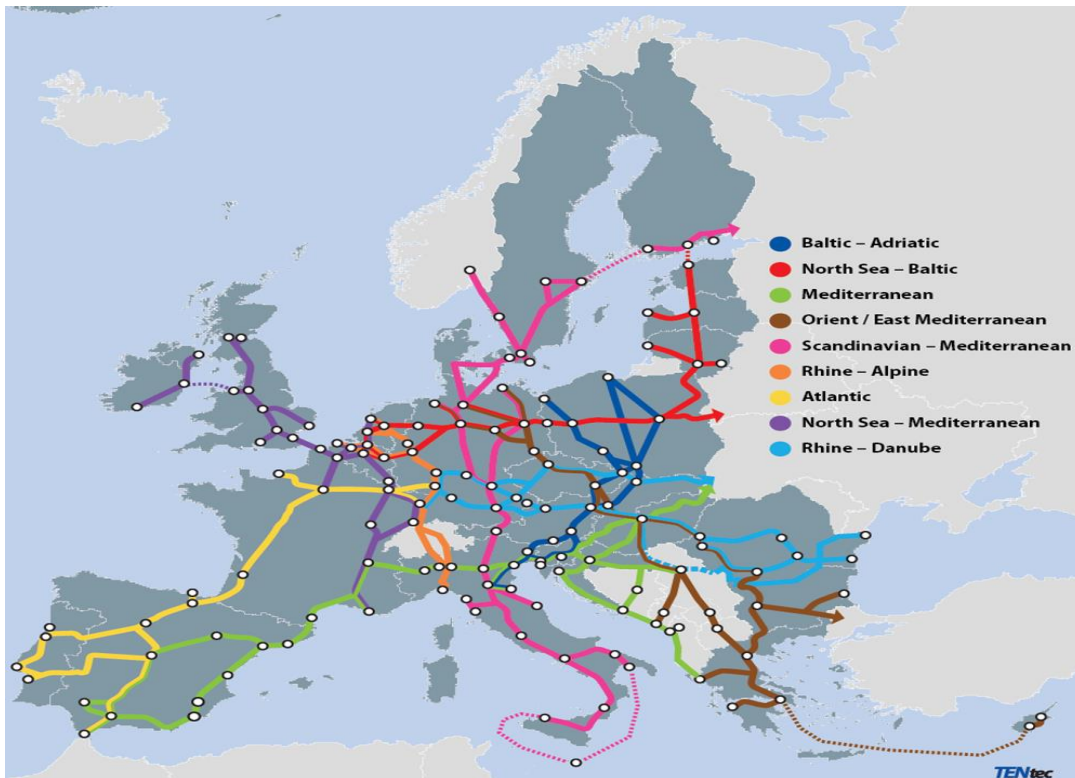 Baltic – Adriatic
North Sea – Baltic
Mediterranean
Orient / East Mediterranean
Scandinavian – Mediterranean
Rhine – Alpine
Atlantic
North Sea – Mediterranean
Rhine – Danube
TENtec